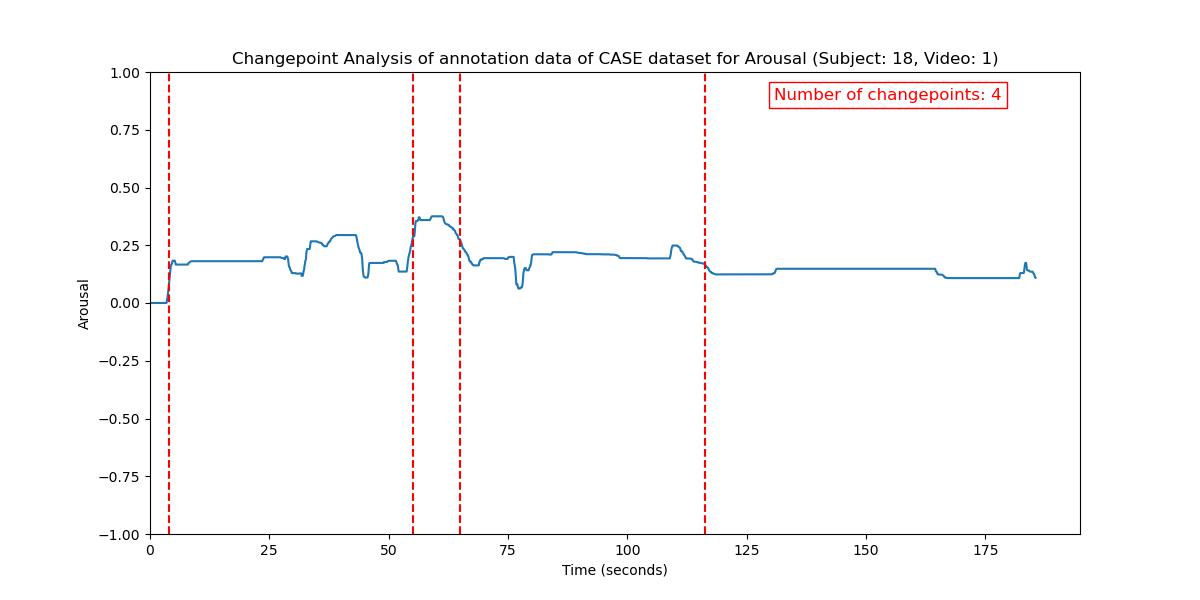 Changepoint Analysis of annotation data of CASE dataset for Arousal (Subject: 18, Video: 1)
Number of changepoints: 4
1.00
0.75
0.50
0.25
0.00
−0.25
−0.50
−0.75
−1.00
Arousal
0 25 50 75 100 125 150 175
Time (seconds)